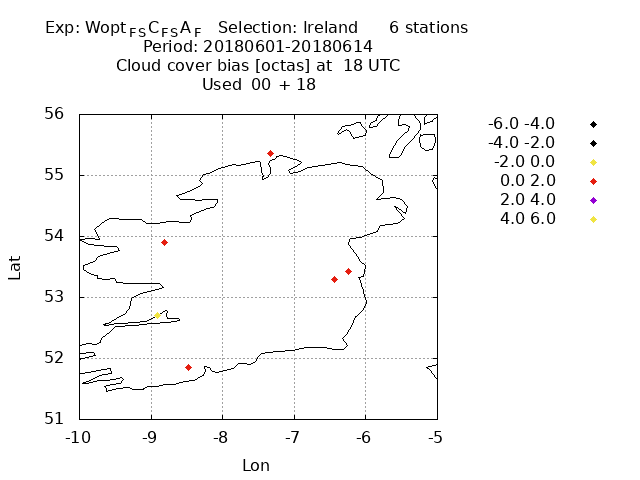 Exp: Wopt FS C FS A F Selection: Ireland 6 stations
Period: 20180601-20180614
Cloud cover bias [octas] at 18 UTC
Used 00 + 18
-6.0 -4.0
-4.0 -2.0
-2.0 0.0
0.0 2.0
2.0 4.0
4.0 6.0
56
55
54
53
52
51
Lat
-10 -9 -8 -7 -6 -5
Lon